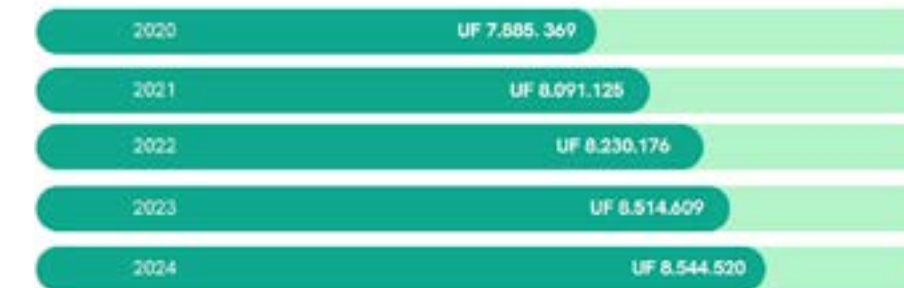 2020 UF 7.885. 369
2021 UF 8.091.125
2022 UF 8.230.176
2023 UF 8.514.609
2024 UF 8.544.520